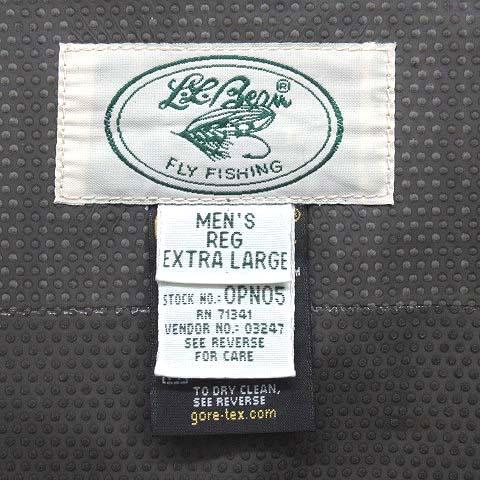 L.L.Bean ®
FLY FISHING
MEN'S
REG
EXTRA LARGE
STOCK NO.: OPN05
RN 71341
VENDOR NO.: 03247
SEE REVERSE
FOR CARE
TO DRY CLEAN,
SEE REVERSE
gore-tex.com